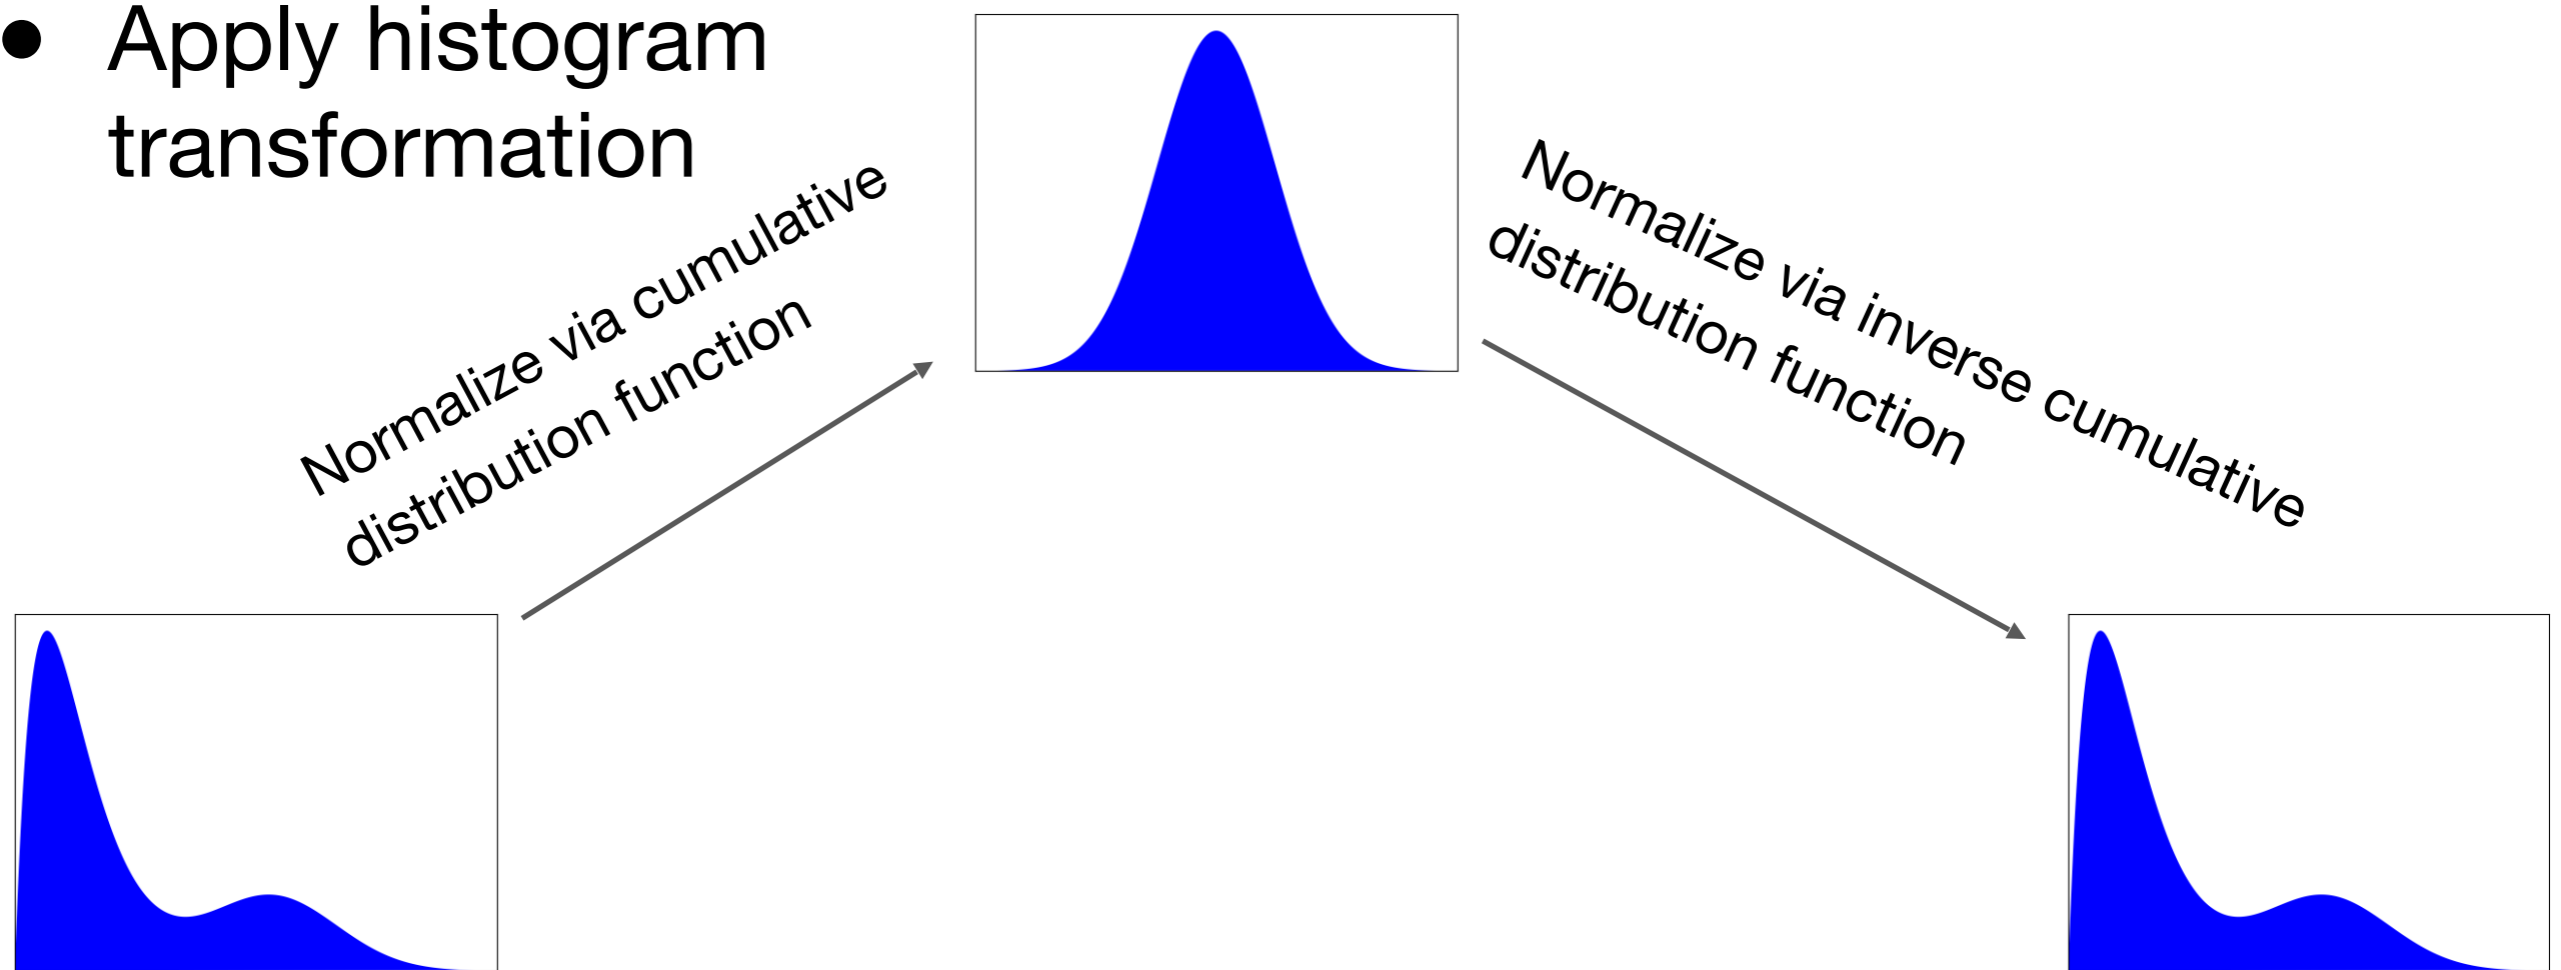 ● Apply histogram
transformation
Normalize via cumulative
distribution function
Normalize via inverse cumulative
distribution function